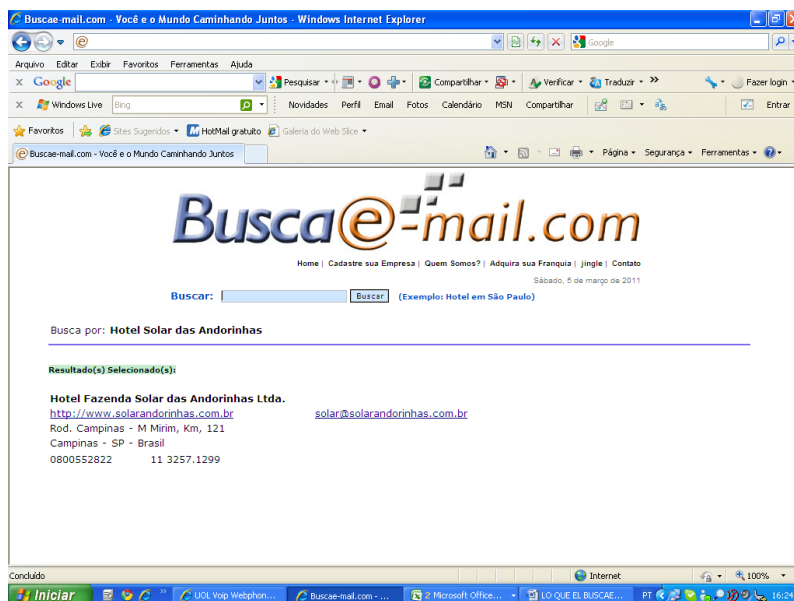 Buscae-mail.com - Você e o Mundo Caminhando Juntos - Windows Internet Explorer
Google
Arquivo Editar Exibir Favoritos Ferramentas Ajuda
x Google Pesquisar Compartilhar Verificar Traduzir » Fazer login
x Windows Live Bing Novidades Perfil Email Fotos Calendário MSN Compartilhar Entrar
Favoritos Sites Sugeridos HotMail gratuito Galeria do Web Slice
Buscae-mail.com - Você e o Mundo Caminhando Juntos Página Segurança Ferramentas
Buscae-mail.com
Home | Cadastre sua Empresa | Quem Somos? | Adquira sua Franquia | jingle | Contato
Sábado, 5 de março de 2011
Buscar: Buscar (Exemplo: Hotel em São Paulo)
Busca por: Hotel Solar das Andorinhas
Resultado(s) Selecionado(s):
Hotel Fazenda Solar das Andorinhas Ltda.
http://www.solarandorinhas.com.br solar@solarandorinhas.com.br
Rod. Campinas - M Mirim, Km, 121
Campinas - SP - Brasil
0800552822 11 3257.1299
Concluído Internet 100%
Iniciar » UOL Voip Webphon... Buscae-mail.com - ... 2 Microsoft Office... LO QUE EL BUSCAE... PT 16:24